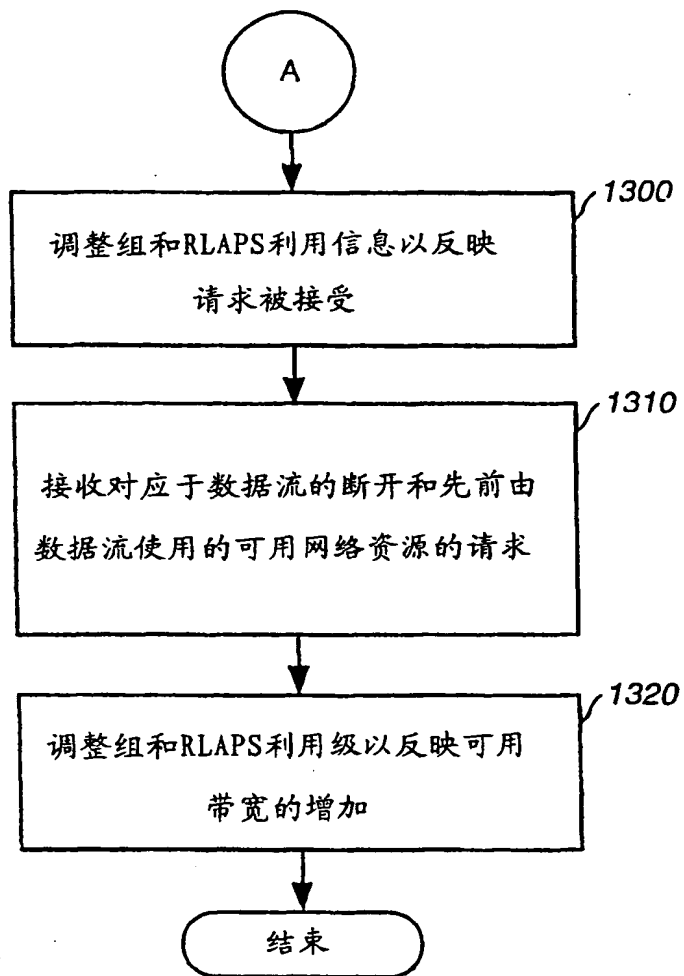 A
1300
调整组和RLAPS利用信息以反映
请求被接受
1310
接收对应于数据流的断开和先前由
数据流使用的可用网络资源的请求
1320
调整组和RLAPS利用级以反映可用
带宽的增加
结束